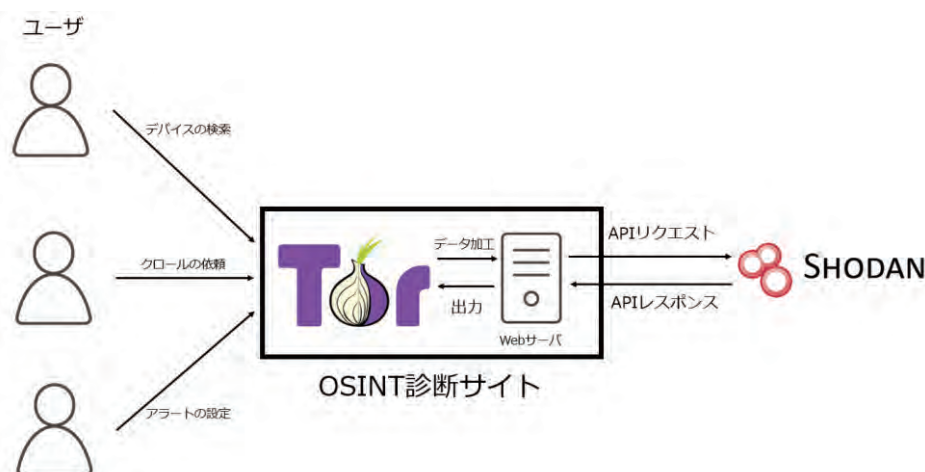 ユーザ
デバイスの検索
クロールの依頼
アラートの設定
Tor
データ加工
出力
Webサーバ
OSINT診断サイト
APIリクエスト
APIレスポンス
SHODAN